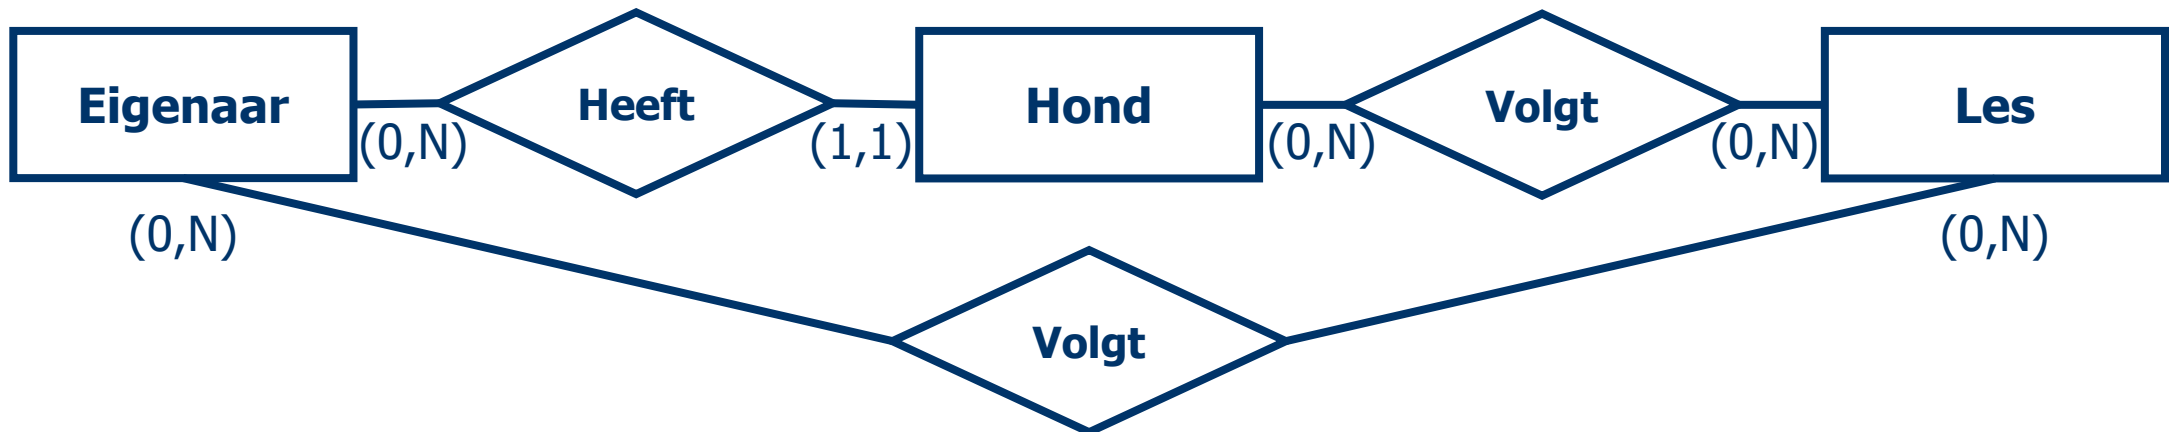 Eigenaar
(0,N)
Heeft
(1,1)
Hond
(0,N)
Volgt
(0,N)
Les
(0,N)
Volgt
(0,N)